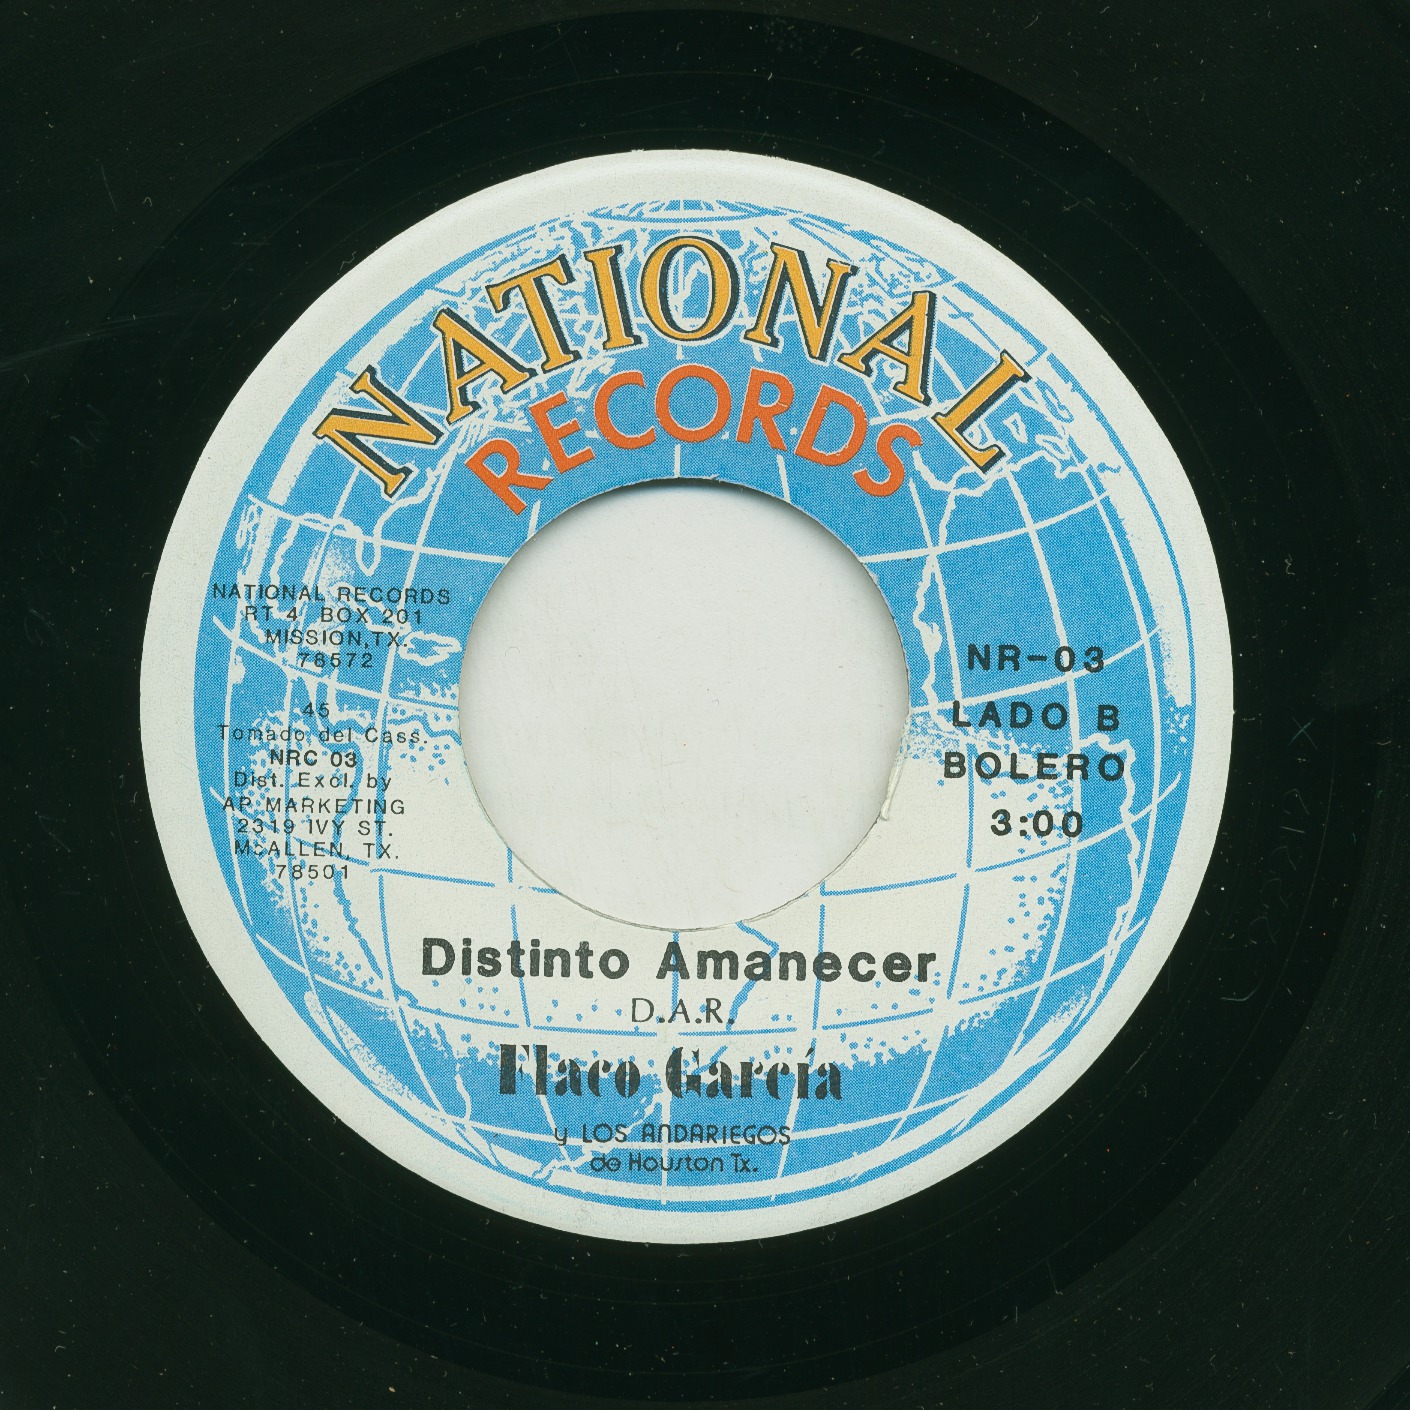 NATIONAL
RECORDS
NATIONAL RECORDS
RT 4 BOX 201
MISSION, TX.
78572
45
Tomado del Cass.
NRC 03
Dist. Excl. by
AP MARKETING
2319 IVY ST.
McALLEN, TX.
78501
NR-03
LADO B
BOLERO
3:00
Distinto Amanecer
D.A.R.
Flaco García
y LOS ANDARIEGOS
de Houston Tx.